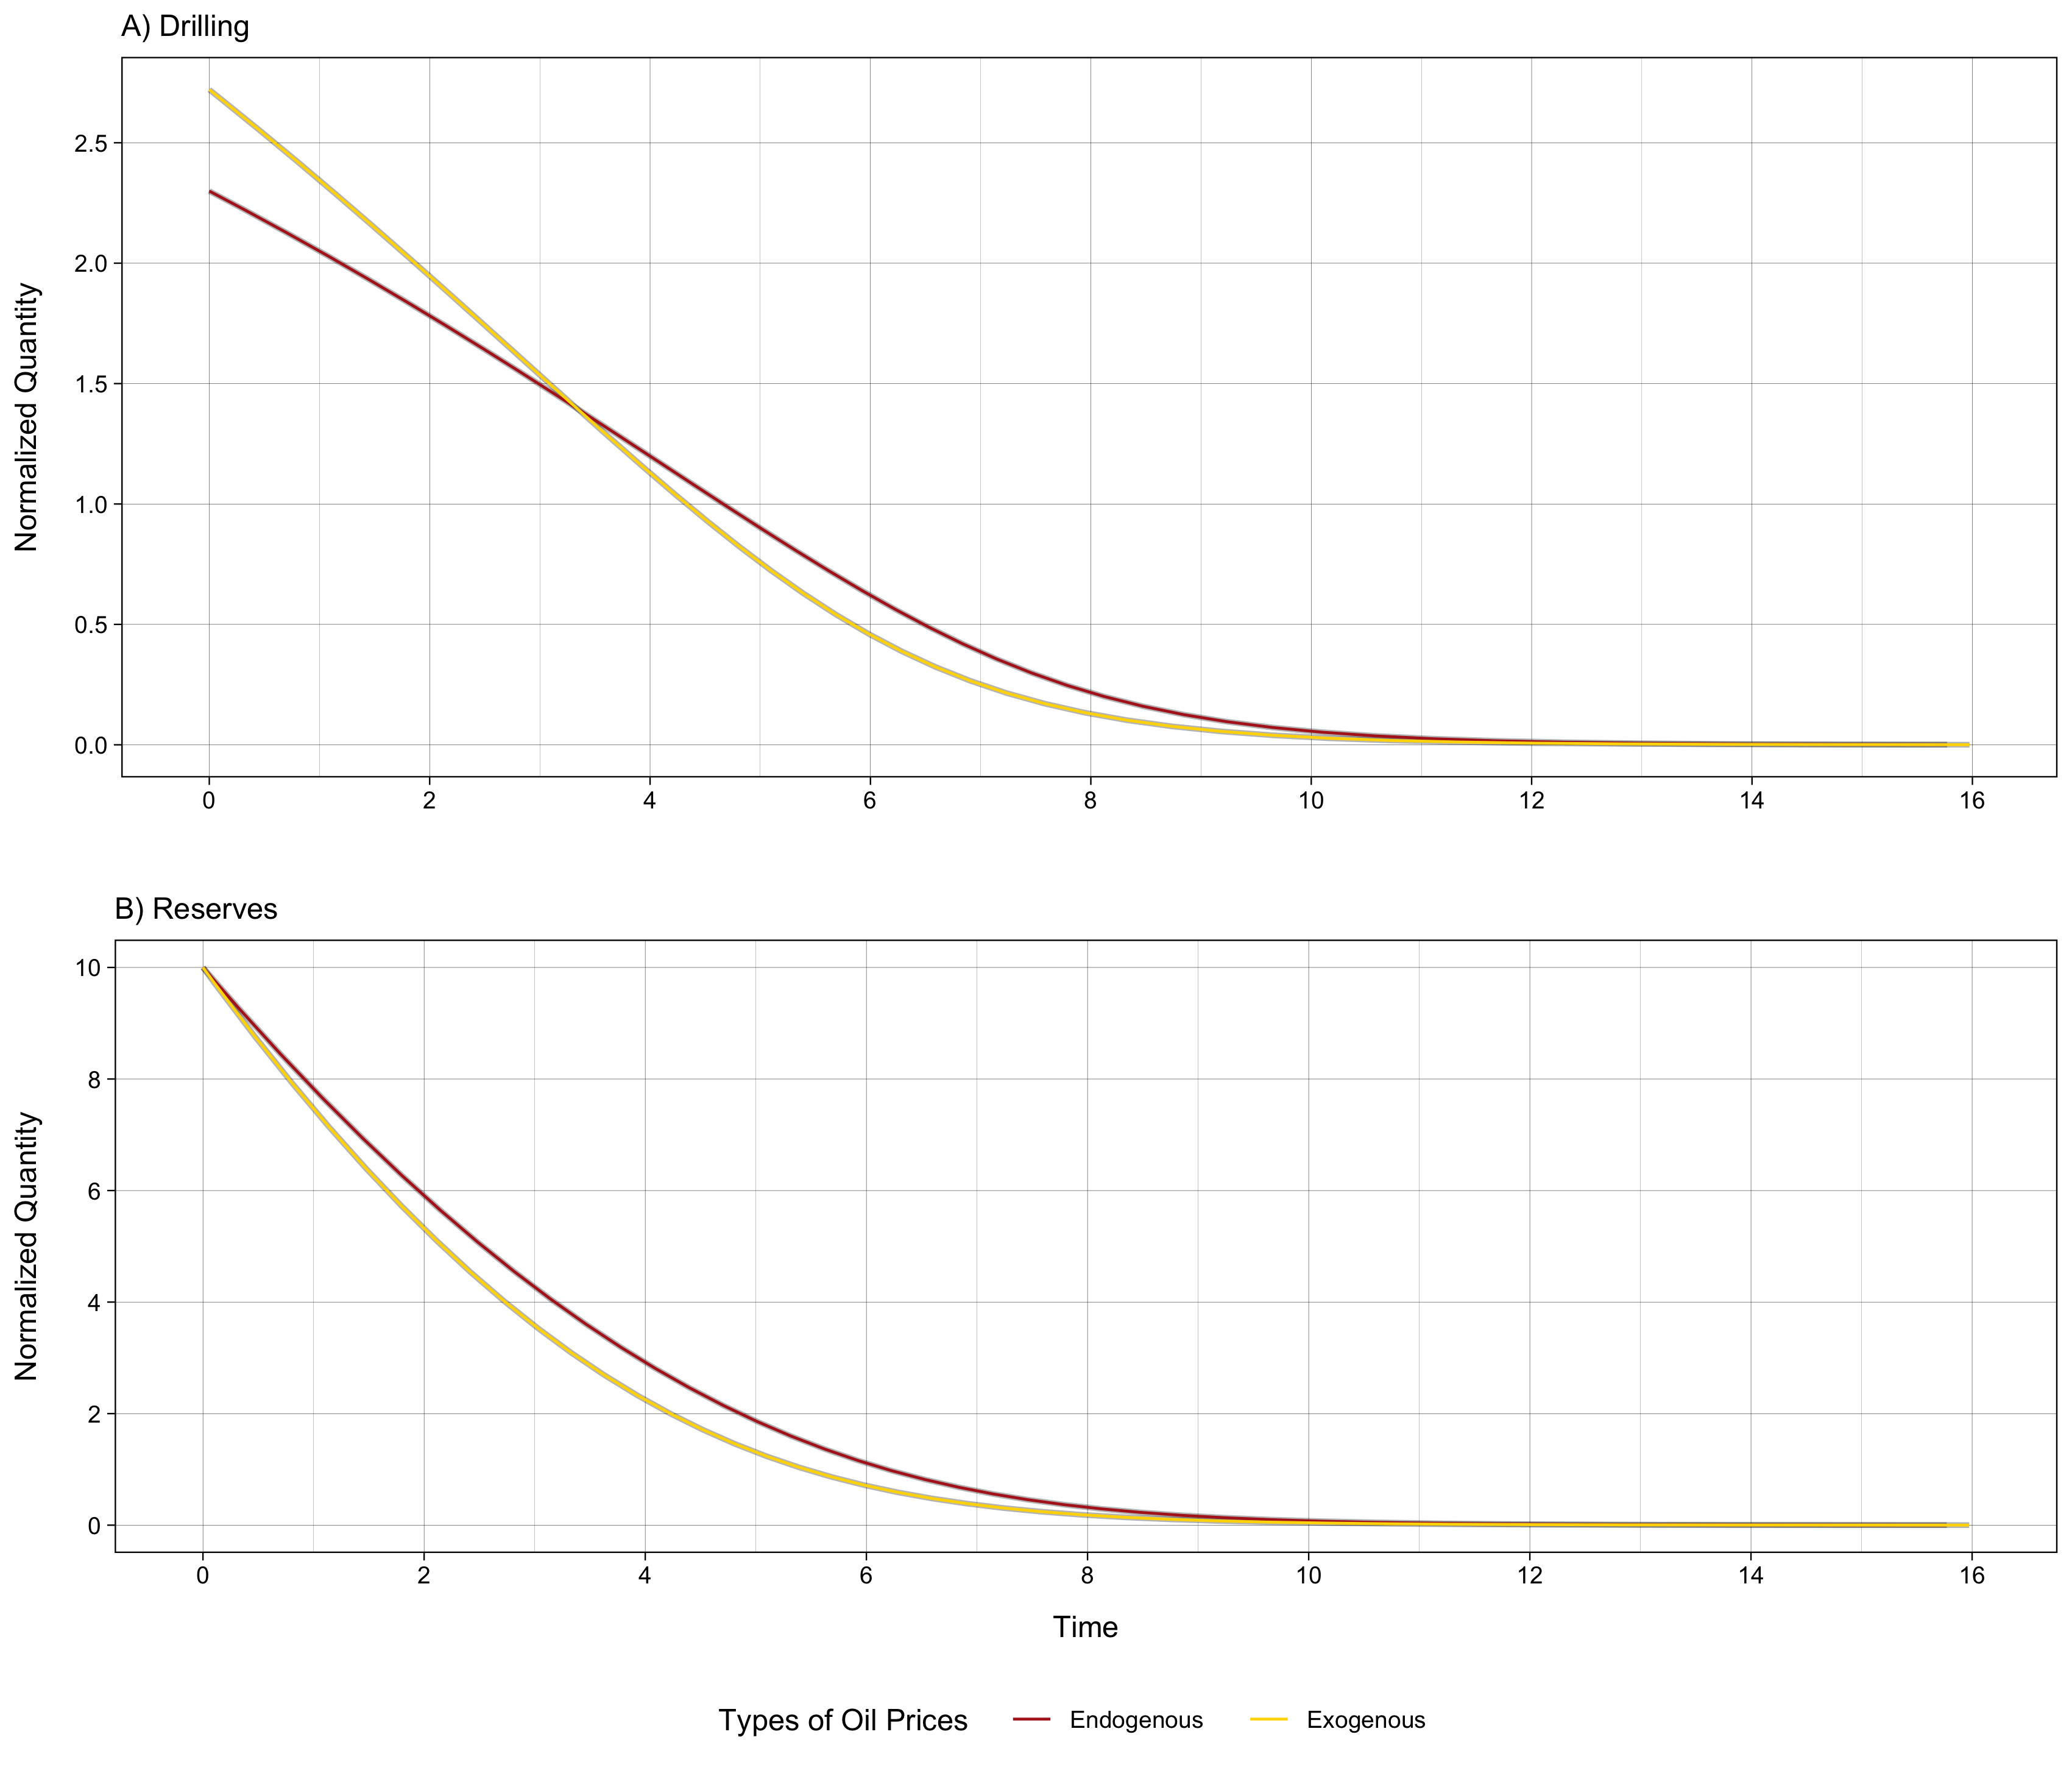 A) Drilling
Normalized Quantity
2.5
2.0
1.5
1.0
0.5
0.0
0 2 4 6 8 10 12 14 16
B) Reserves
Normalized Quantity
10
8
6
4
2
0
0 2 4 6 8 10 12 14 16
Time
Types of Oil Prices Endogenous Exogenous